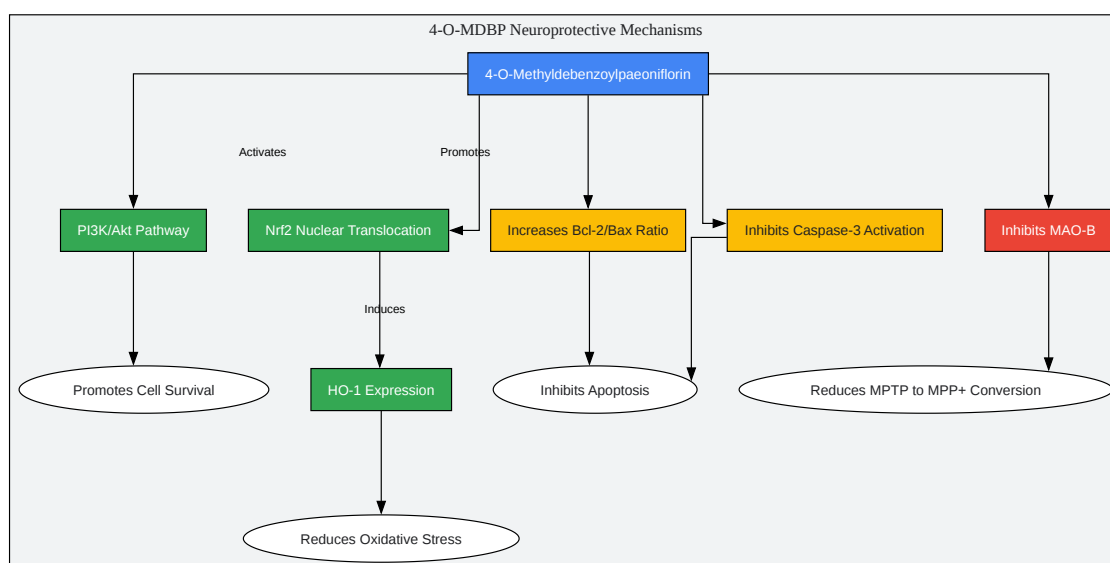 4-O-MDBP Neuroprotective Mechanisms
4-O-Methyldebenzoylpaeoniflorin
Activates
Promotes
PI3K/Akt Pathway
Nrf2 Nuclear Translocation
Increases Bcl-2/Bax Ratio
Inhibits Caspase-3 Activation
Inhibits MAO-B
Induces
Promotes Cell Survival
HO-1 Expression
Inhibits Apoptosis
Reduces MPTP to MPP+ Conversion
Reduces Oxidative Stress